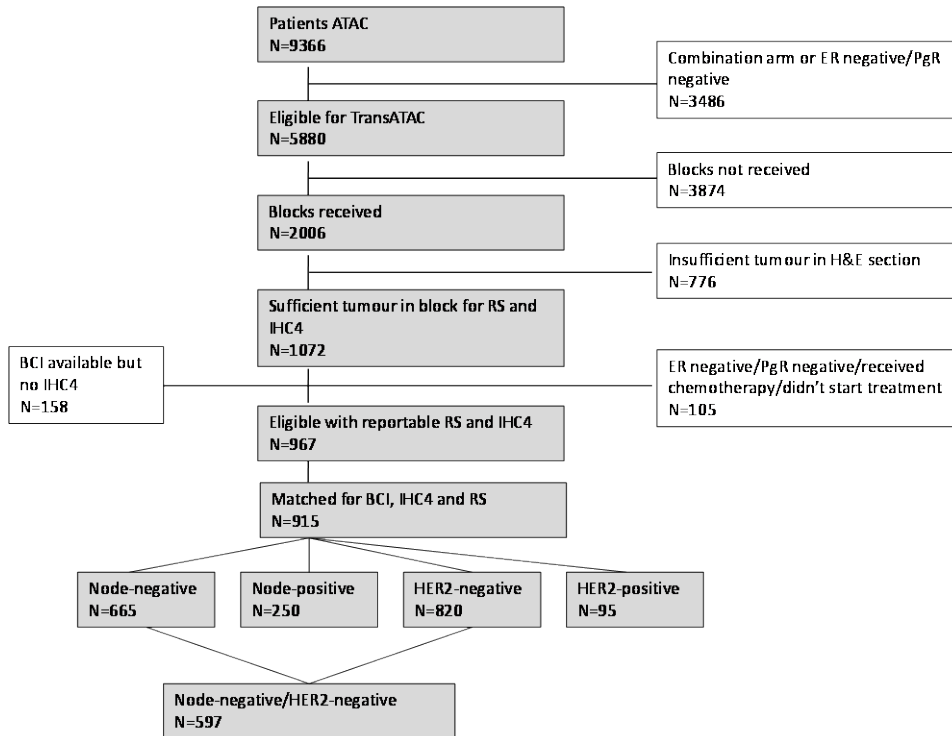 Patients ATAC
N=9366
Combination arm or ER negative/PgR
negative
N=3486
Eligible for TransATAC
N=5880
Blocks not received
N=3874
Blocks received
N=2006
Insufficient tumour in H&E section
N=776
Sufficient tumour in block for RS and
IHC4
N=1072
BCI available but
no IHC4
N=158
ER negative/PgR negative/received
chemotherapy/didn't start treatment
N=105
Eligible with reportable RS and IHC4
N=967
Matched for BCI, IHC4 and RS
N=915
Node-negative
N=665
Node-positive
N=250
HER2-negative
N=820
HER2-positive
N=95
Node-negative/HER2-negative
N=597